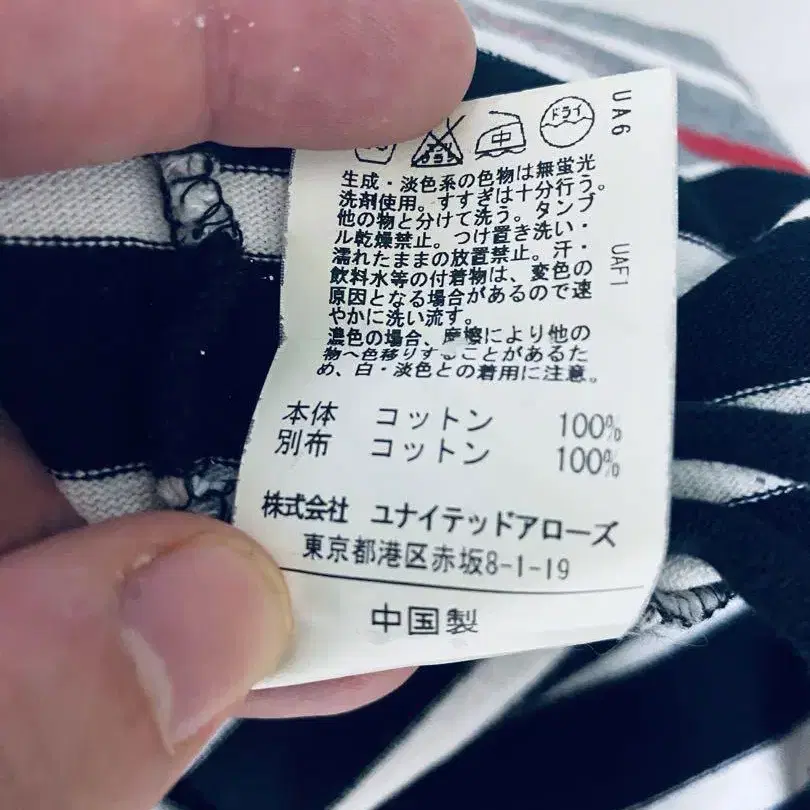 ドライ
中
UA6
UAF1
生成・淡色系の色物は無蛍光
洗剤使用。すすぎは十分行う。
他の物と分けて洗う。タンブ
ル乾燥禁止。つけ置き洗い・
濡れたままの放置禁止。汗・
飲料水等の付着物は、変色の
原因となる場合があるので速
やかに洗い流す。
濃色の場合、摩擦により他の
物へ色移りすることがあるた
め、白・淡色との着用に注意。
本体 コットン 100%
別布 コットン 100%
株式会社 ユナイテッドアローズ
東京都港区赤坂8-1-19
中国製